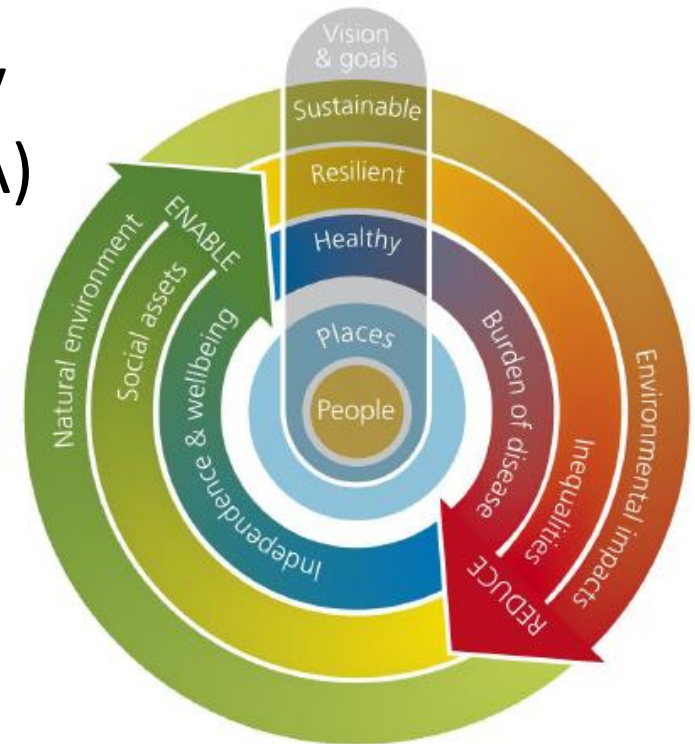 A)
Vision
& goals
Sustainable
Resilient
Healthy
Places
People
ENABLE
Natural environment
Social assets
Independence & wellbeing
Burden of disease
Inequalities
Environmental impacts
REDUCE